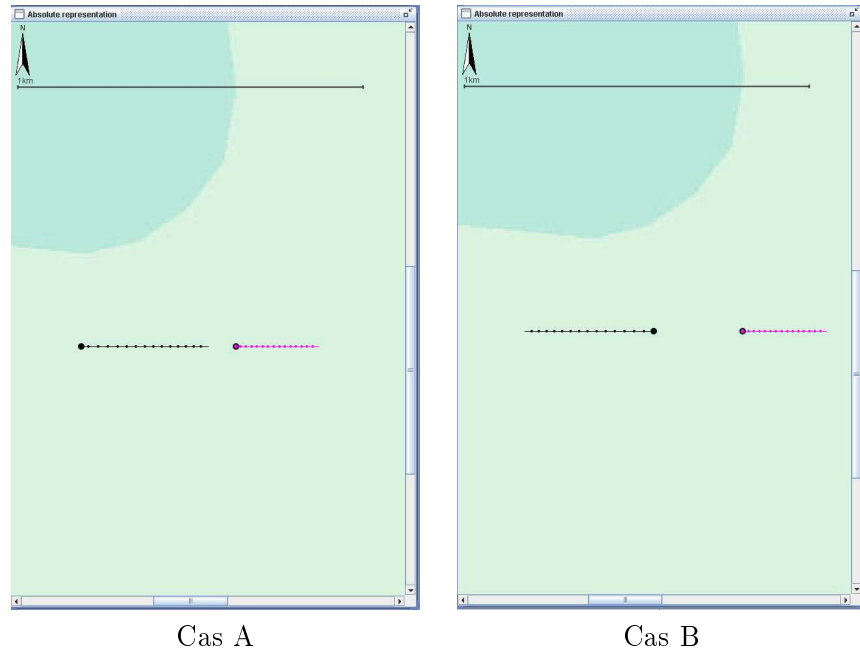 Absolute representation
N
1km
Cas A
Absolute representation
N
1km
Cas B